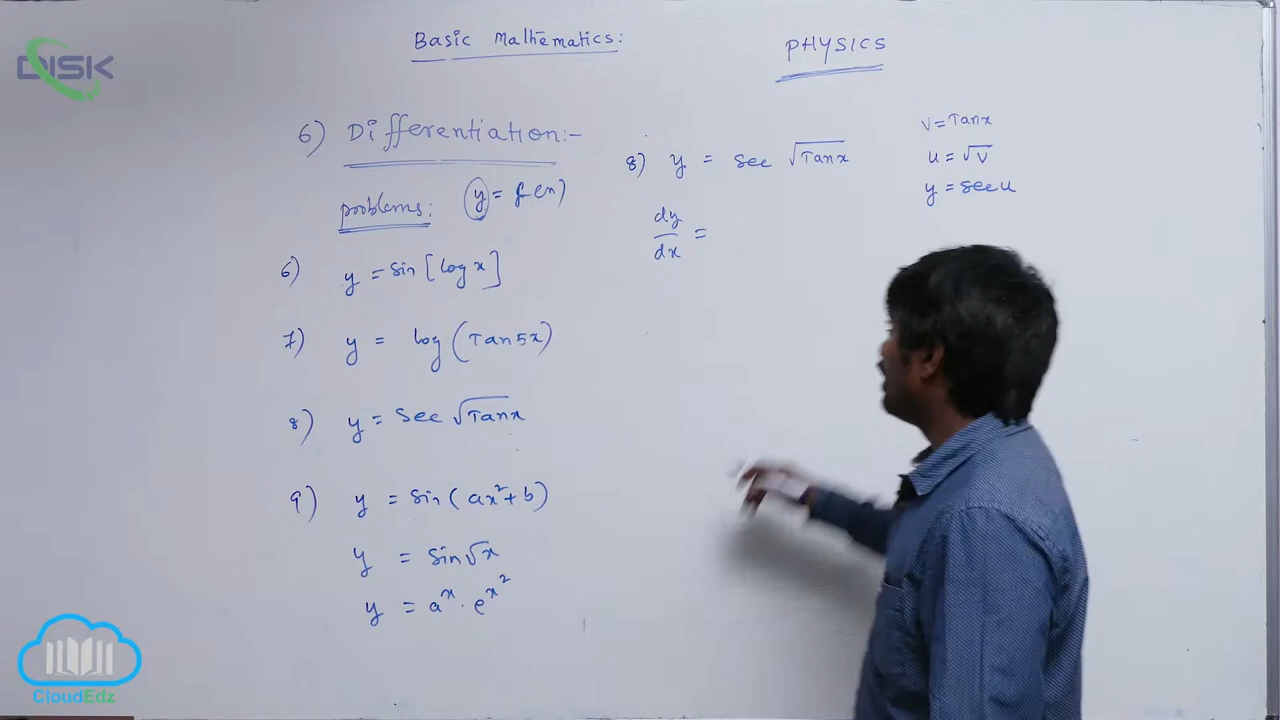 DISK
Basic Mathematics:
PHYSICS
6) Differentiation:-
problems: y = f(x)
6) y = sin [log x]
7) y = log (Tan5x)
8) y = sec √Tanx
9) y = sin (ax²+b)
y = sin√x
y = a^x . e^x²
8) y = sec √Tanx
dy/dx =
v = Tanx
u = √v
y = sec u
CloudEdz